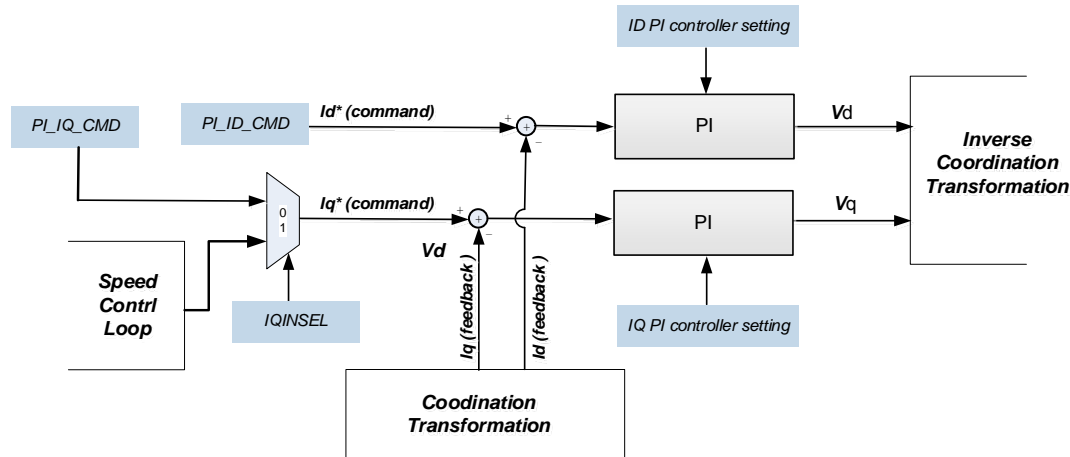 ID PI controller setting
PI_IQ_CMD
PI_ID_CMD
Id* (command)
+
+
−
PI
Vd
Inverse
Coordination
Transformation
0
1
Iq* (command)
+
+
−
PI
Vq
Vd
Speed
Contrl
Loop
IQINSEL
Iq (feedback )
Id (feedback )
IQ PI controller setting
Coodination
Transformation